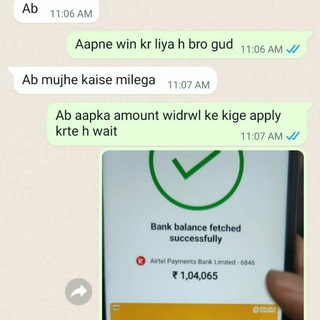 Ab
11:06 AM
Aapne win kr liya h bro gud
11:06 AM
Ab mujhe kaise milega
11:07 AM
Ab aapka amount widrwl ke kige apply
krte h wait
11:07 AM
Bank balance fetched
successfully
Airtel Payments Bank Limited - 6846
₹ 1,04,065